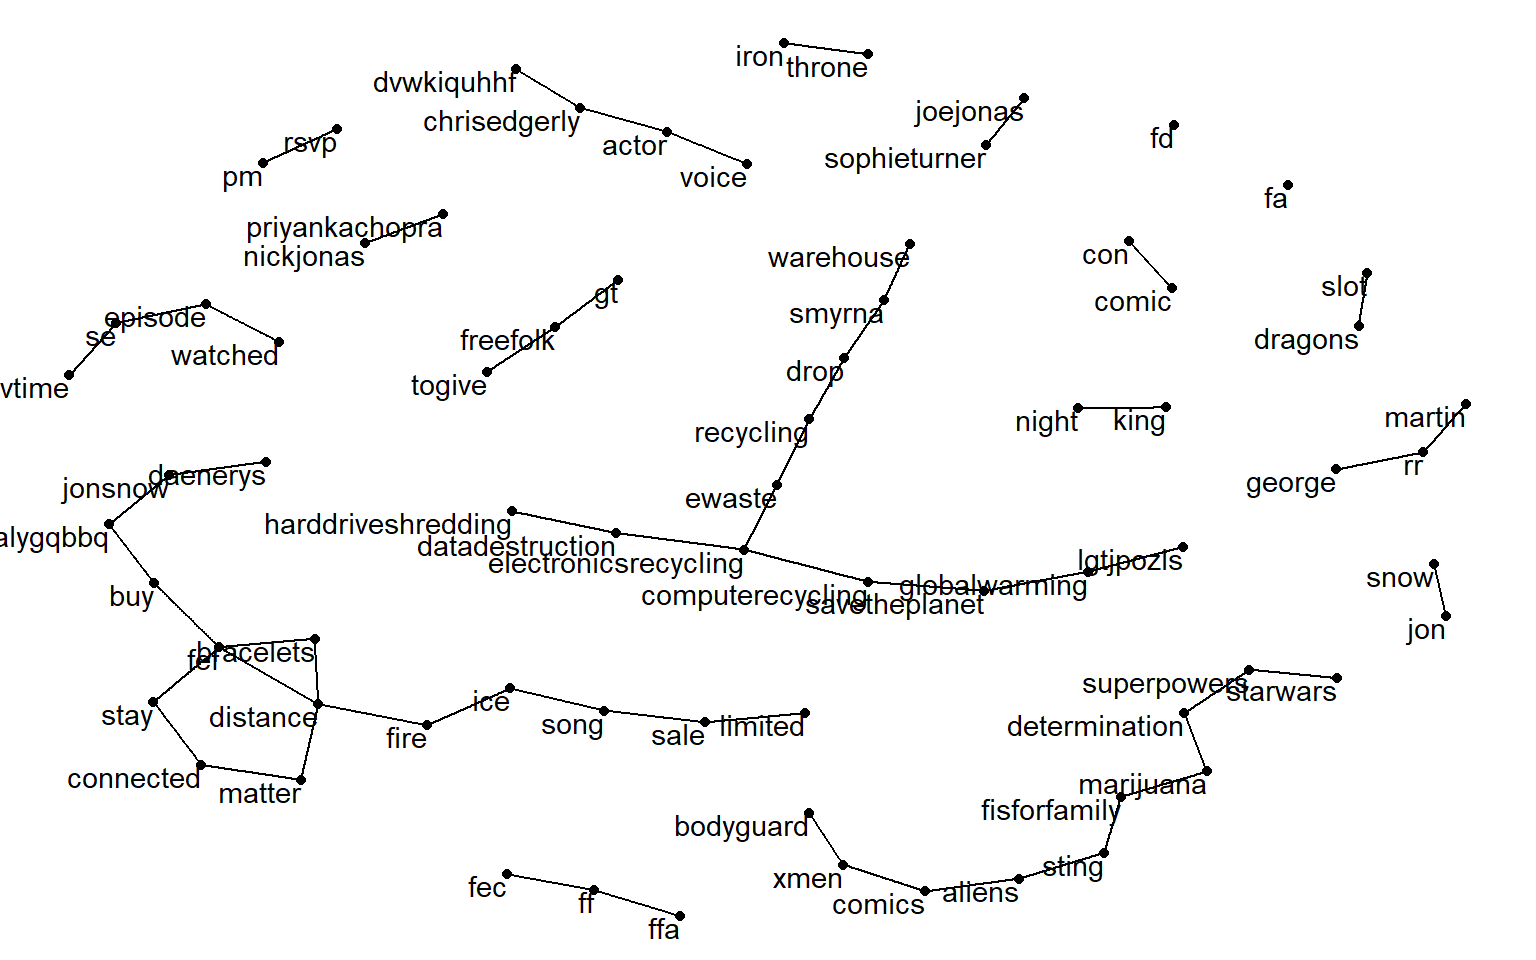 iron
throne
dvwkiquhhf
joejonas
chrisedgerly
fd
rsvp
actor
sophieturner
pm
voice
fa
priyankachopra
nickjonas
warehouse
con
slot
gt
comic
episode
smyrna
se
freefolk
dragons
watched
drop
vtime
togive
martin
night
king
recycling
rr
daenerys
jonsnow
george
ewaste
harddriveshredding
alygqbbq
datadestruction
electronicsrecycling
lgtjpozls
snow
globalwarming
buy
computerecycling
savetheplanet
jon
bracelets
fef
superpowers
starwars
ice
stay
distance
song
limited
determination
fire
sale
connected
matter
marijuana
fisforfamily
bodyguard
sting
xmen
fec
aliens
ff
comics
ffa